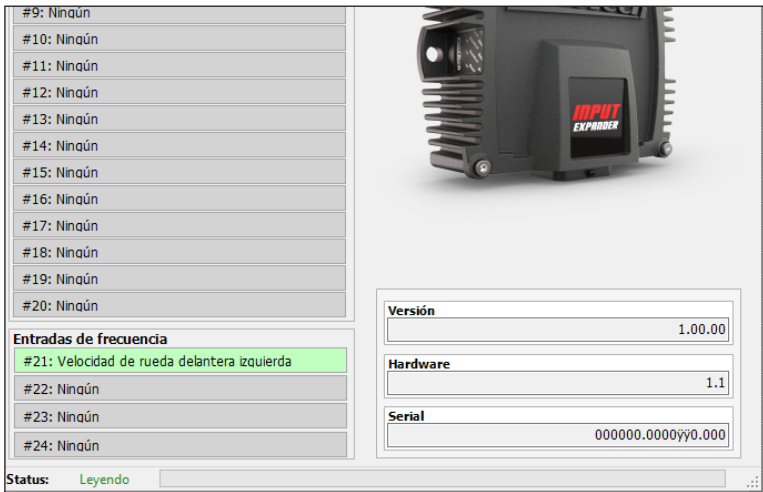 #9: Ningún
#10: Ningún
#11: Ningún
#12: Ningún
#13: Ningún
#14: Ningún
#15: Ningún
#16: Ningún
#17: Ningún
#18: Ningún
#19: Ningún
#20: Ningún
Entradas de frecuencia
#21: Velocidad de rueda delantera izquierda
#22: Ningún
#23: Ningún
#24: Ningún
INPUT
EXPANDER
Versión
1.00.00
Hardware
1.1
Serial
000000.0000ÿÿ0.000
Status: Leyendo